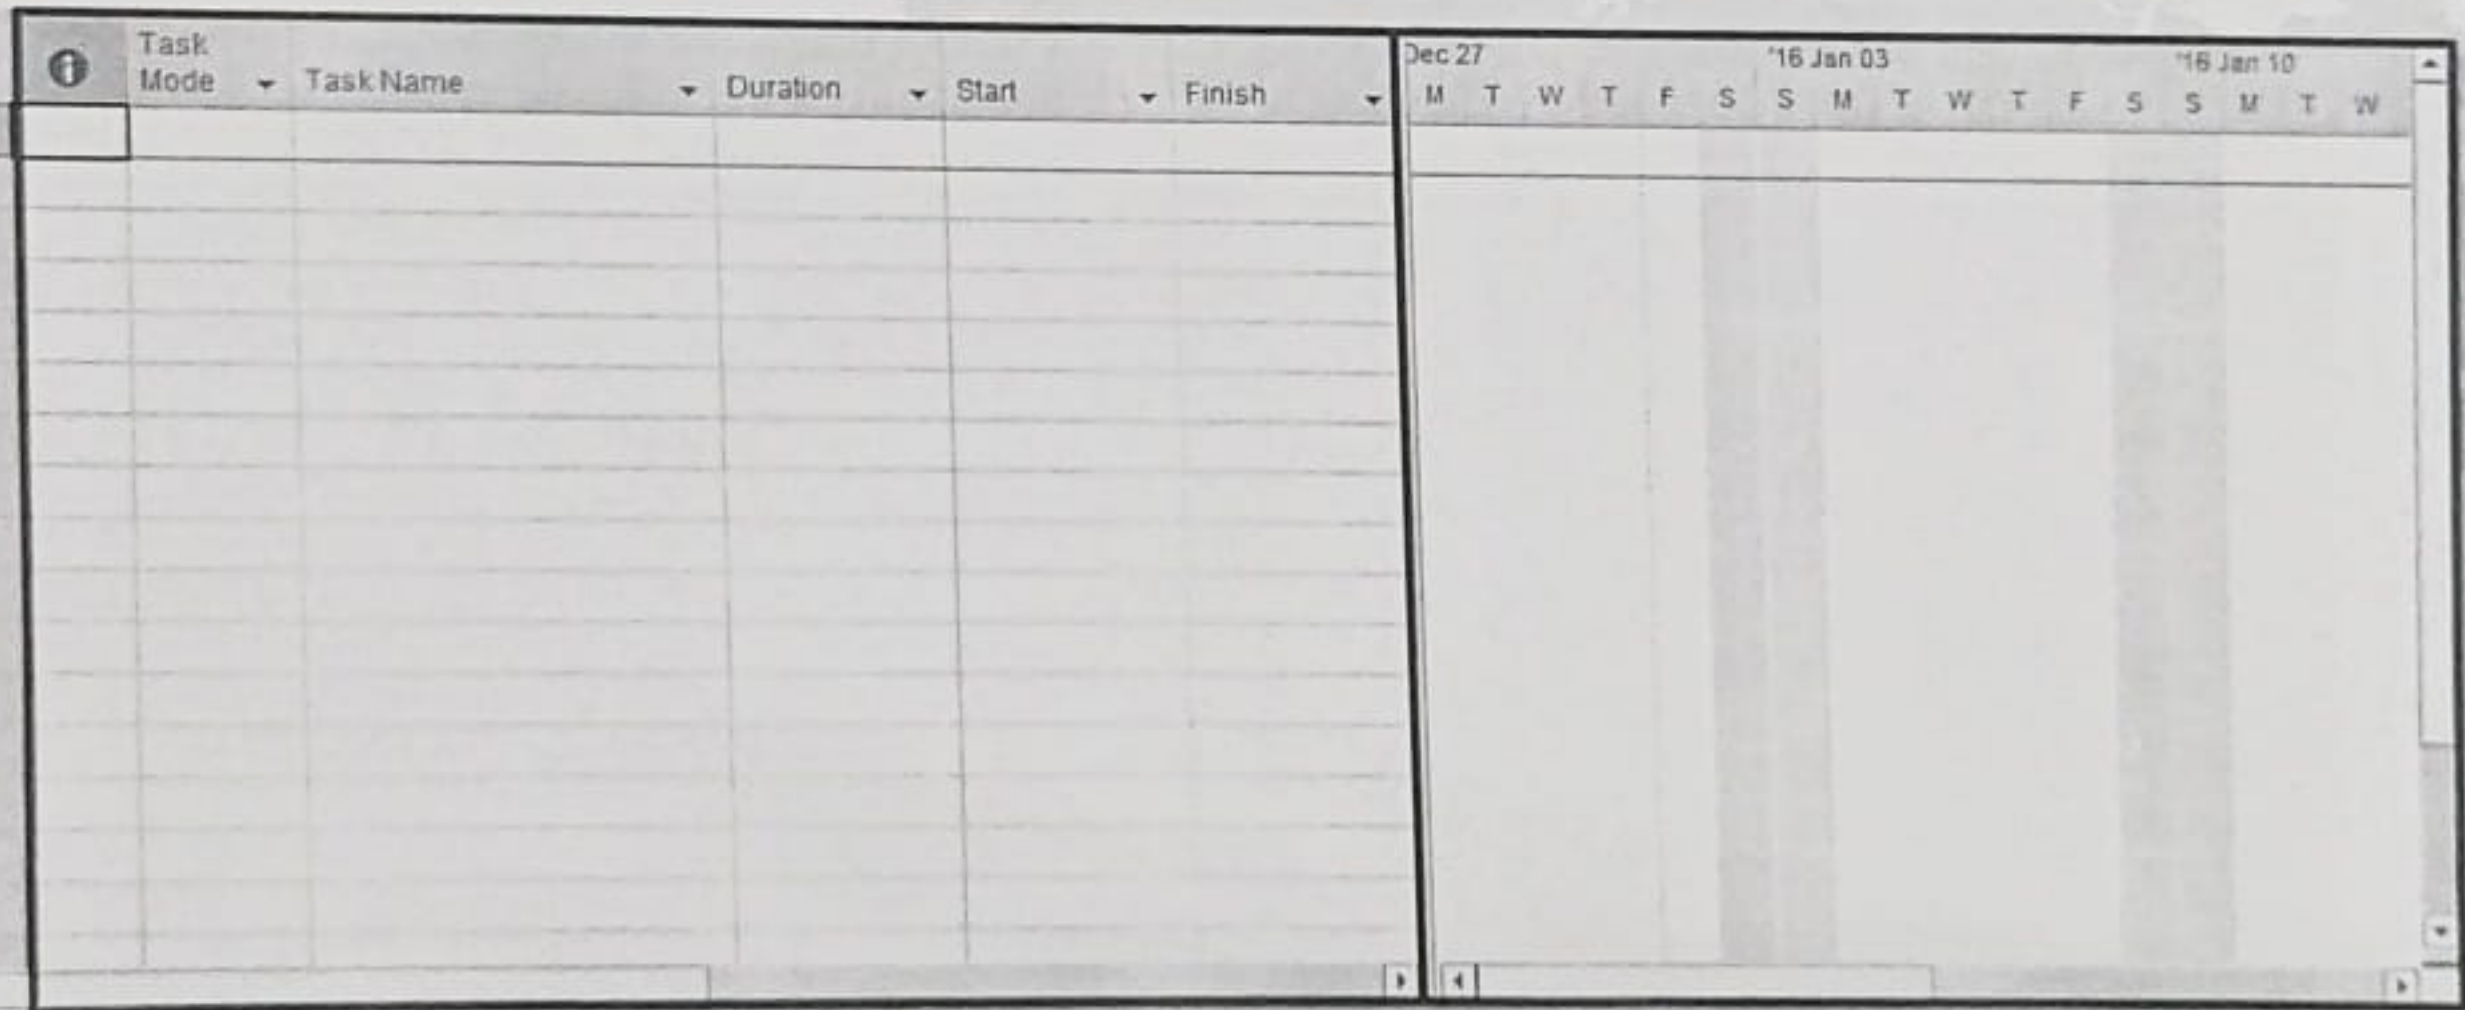 Task
Mode Task Name Duration Start Finish
Dec 27 '16 Jan 03 '16 Jan 10
M T W T F S S M T W T F S S M T W